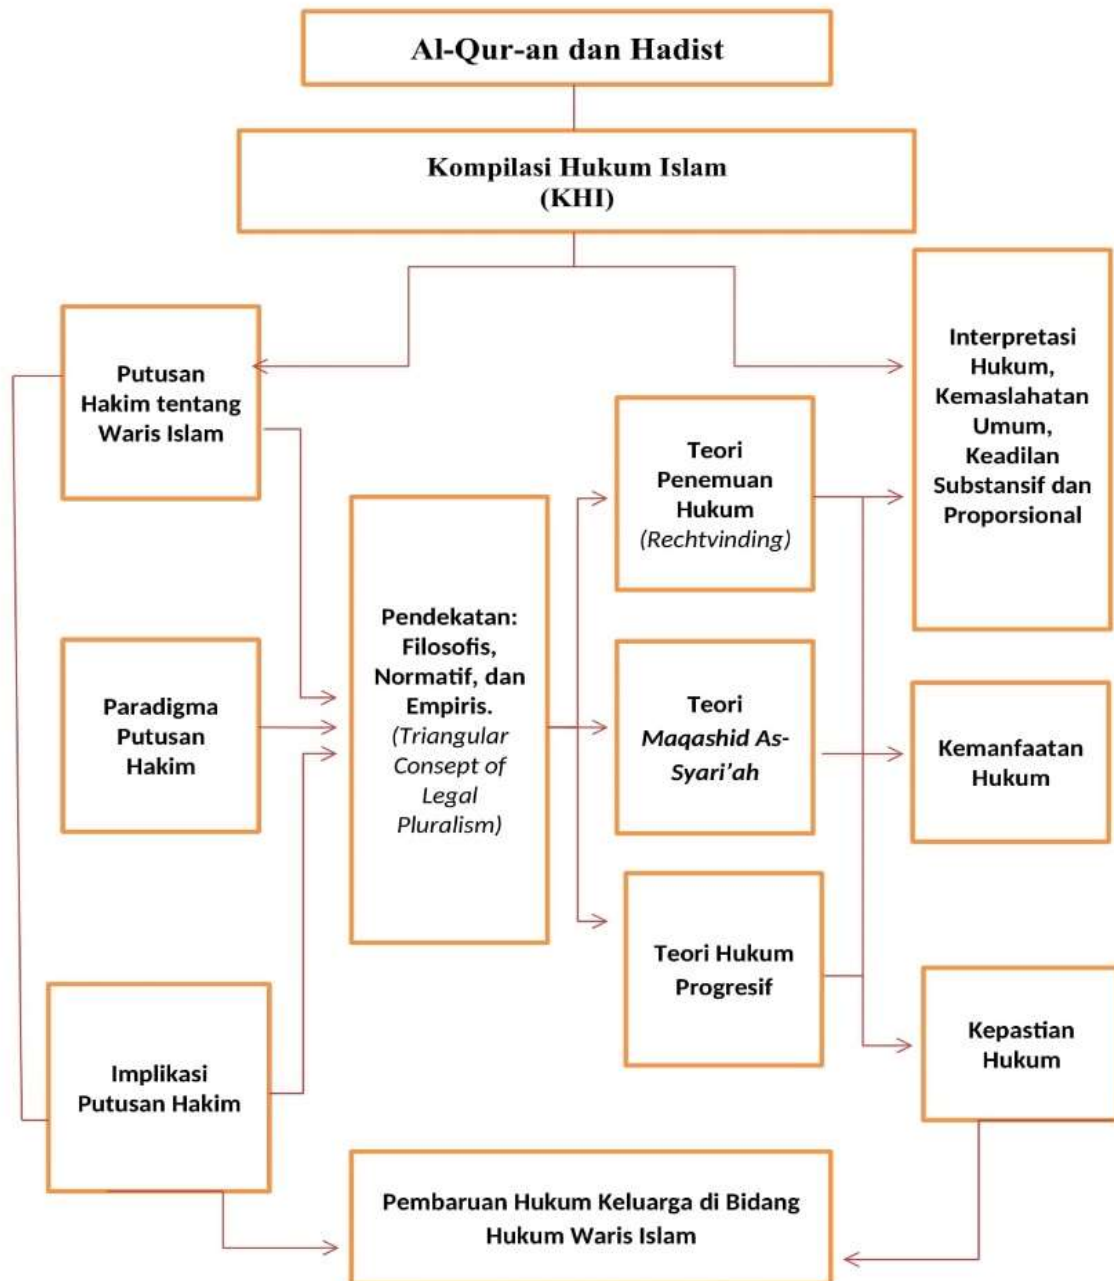 Al-Qur-an dan Hadist
Kompilasi Hukum Islam
(KHI)
Putusan
Hakim tentang
Waris Islam
Interpretasi
Hukum,
Kemaslahatan
Umum,
Keadilan
Substansif dan
Proporsional
Teori
Penemuan
Hukum
(Rechtvinding)
Pendekatan:
Filosofis,
Normatif, dan
Empiris.
(Triangular
Consept of
Legal
Pluralism)
Paradigma
Putusan
Hakim
Teori
Maqashid As-
Syari’ah
Kemanfaatan
Hukum
Teori Hukum
Progresif
Kepastian
Hukum
Implikasi
Putusan Hakim
Pembaruan Hukum Keluarga di Bidang
Hukum Waris Islam